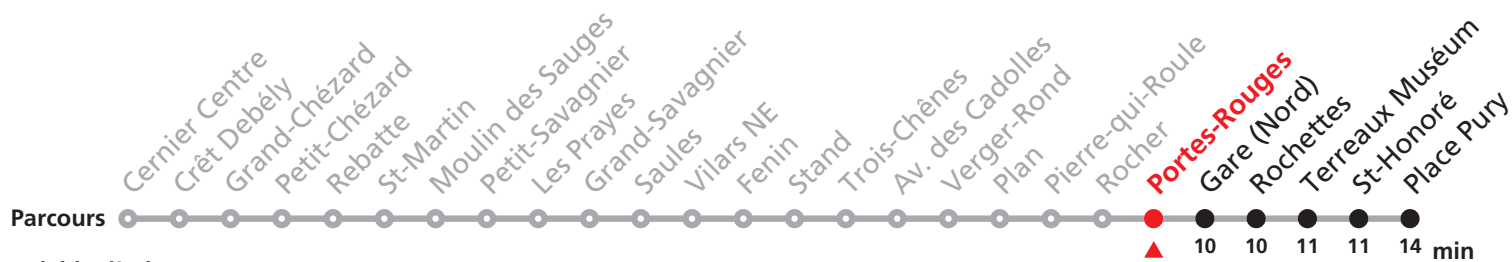 Cernier Centre
Crêt Debély
Grand-Chézard
Petit-Chézard
Rebatte
St-Martin
Moulin des Sauges
Petit-Savagnier
Les Prayes
Grand-Savagnier
Saules
Vilars NE
Fenin
Stand
Trois-Chênes
Av. des Cadolles
Verger-Rond
Plan
Pierre-qui-Roule
Rocher
Portes-Rouges
Gare (Nord)
Rochettes
Terreaux Muséum
St-Honoré
Place Pury
Parcours
10 10 11 11 14 min